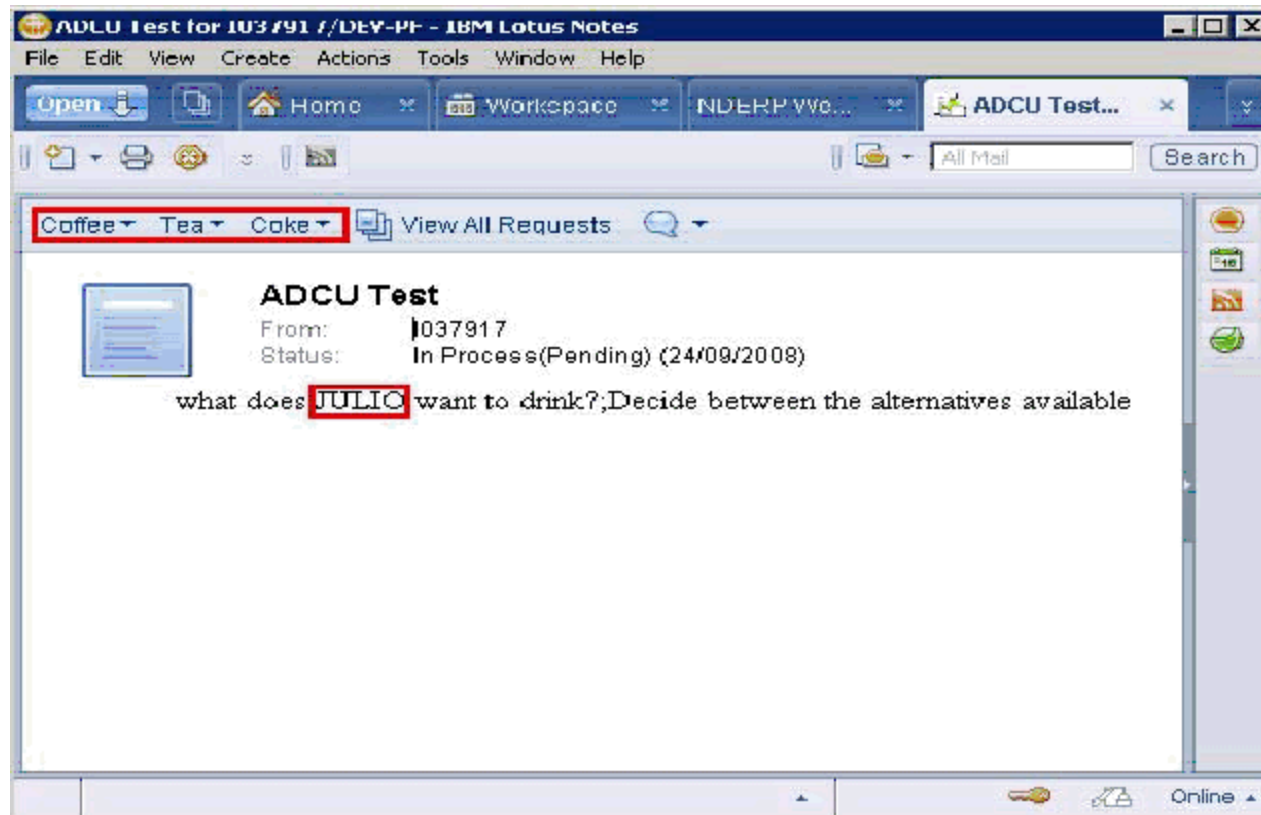 ADCU Test for I037917//DEV-PF - IBM Lotus Notes
File Edit View Create Actions Tools Window Help
Open Home Workspace NDERP Wo... ADCU Test...
All Mail Search
Coffee Tea Coke View All Requests
ADCU Test
From: I037917
Status: In Process(Pending) (24/09/2008)
what does JULIO want to drink?;Decide between the alternatives available
Online